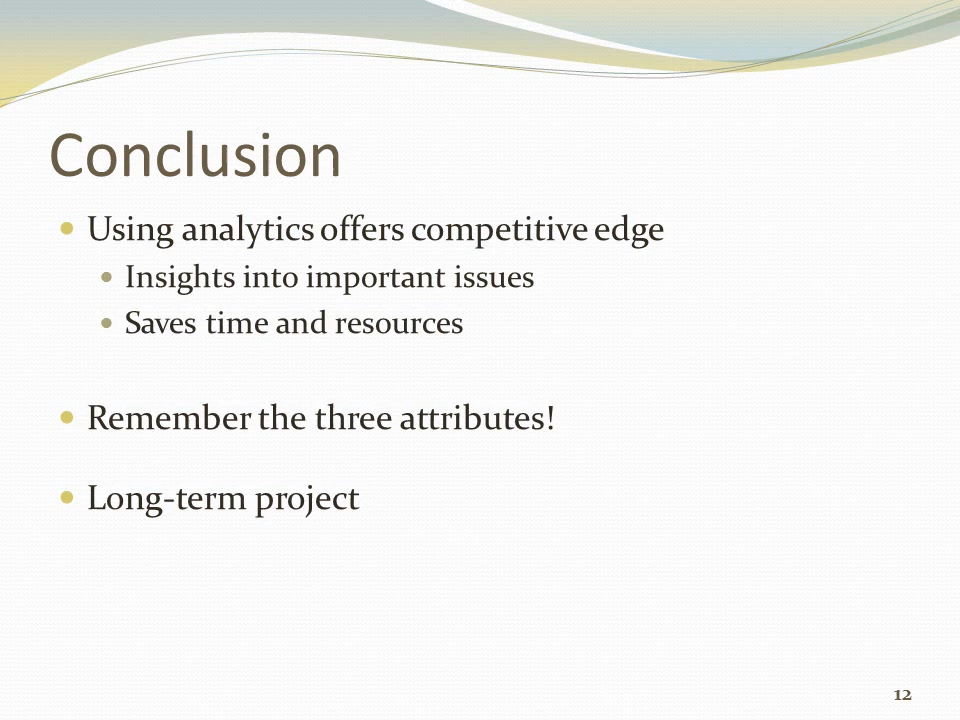 Conclusion
Using analytics offers competitive edge
Insights into important issues
Saves time and resources
Remember the three attributes!
Long-term project
12